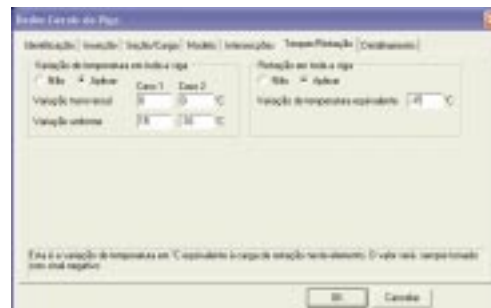 Dados Gerais da Viga
Identificação Inserção Seção/Carga Modelo Intersecções Temper/Retração Detalhamento
Variação de temperatura em toda a viga Retração em toda a viga
Não Aplicar Não Aplicar
Caso 1 Caso 2
Variação transversal 0 0 °C Variação de temperatura equivalente °C
Variação uniforme 15 °C
Esta é a variação de temperatura em °C equivalente à carga de retração neste elemento. O valor será sempre tomado
com sinal negativo.
OK Cancelar